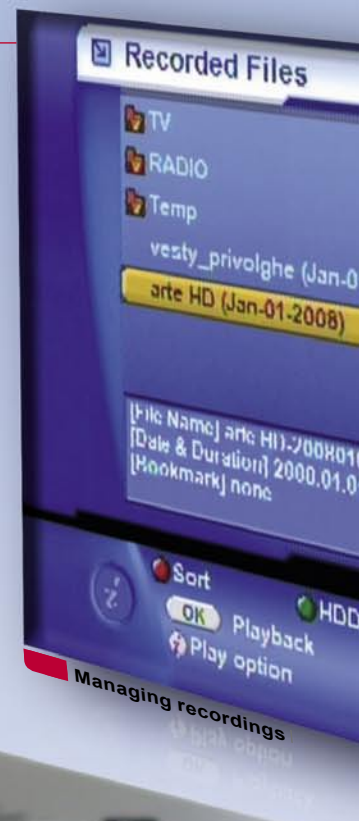 Recorded Files
TV
RADIO
Temp
vesty_privolghe (Jan-0
arte HD (Jan-01-2008)
[File Name] arte HD-2008010
[Date & Duration] 2000.01.0
[Bookmark] none
Sort
HDD
OK Playback
Play option
Managing recordings